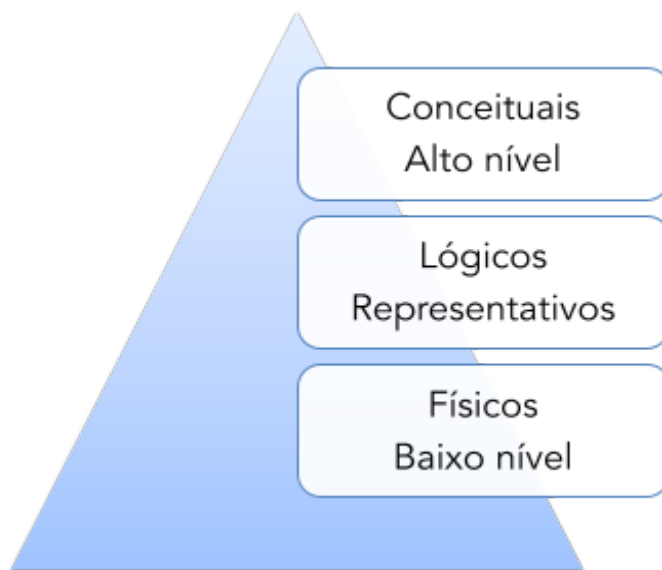 Conceituais
Alto nível
Lógicos
Representativos
Físicos
Baixo nível